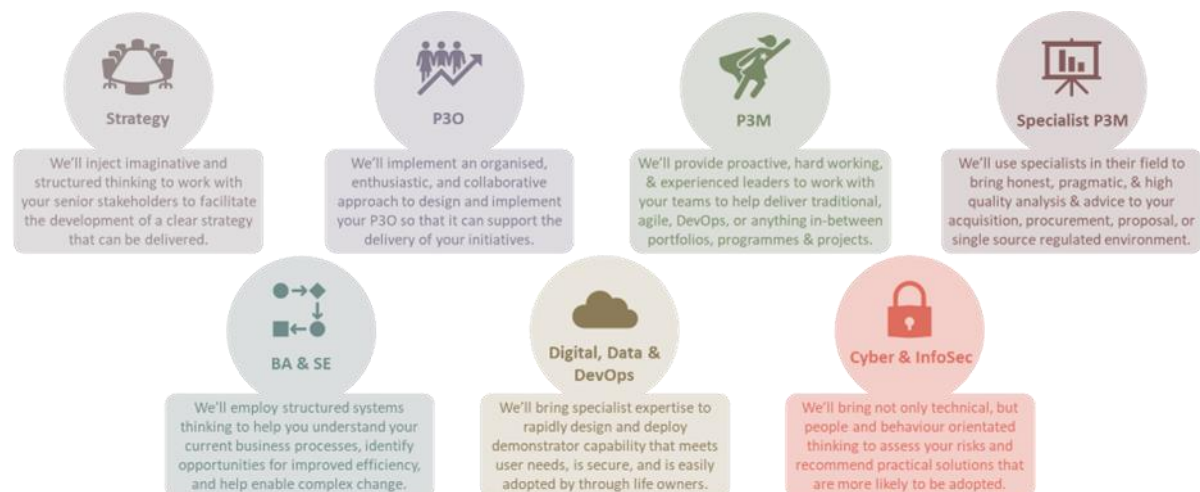 Strategy
We'll inject imaginative and
structured thinking to work with
your senior stakeholders to facilitate
the development of a clear strategy
that can be delivered.
P3O
We'll implement an organised,
enthusiastic, and collaborative
approach to design and implement
your P3O so that it can support the
delivery of your initiatives.
P3M
We'll provide proactive, hard working,
& experienced leaders to work with
your teams to help deliver traditional,
agile, DevOps, or anything in-between
portfolios, programmes & projects.
Specialist P3M
We'll use specialists in their field to
bring honest, pragmatic, & high
quality analysis & advice to your
acquisition, procurement, proposal, or
single source regulated environment.
BA & SE
We'll employ structured systems
thinking to help you understand your
current business processes, identify
opportunities for improved efficiency,
and help enable complex change.
Digital, Data &
DevOps
We'll bring specialist expertise to
rapidly design and deploy
demonstrator capability that meets
user needs, is secure, and is easily
adopted by through life owners.
Cyber & InfoSec
We'll bring not only technical, but
people and behaviour orientated
thinking to assess your risks and
recommend practical solutions that
are more likely to be adopted.